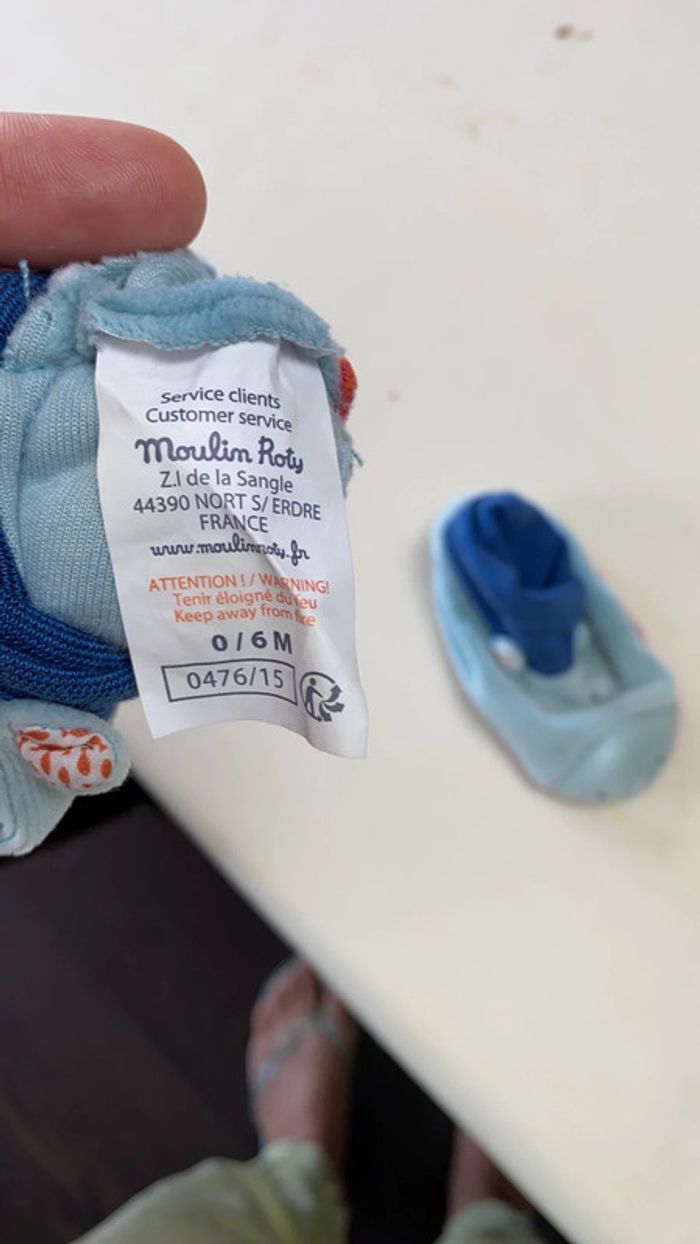 Service clients
Customer service
Moulin Roty
Z.I de la Sangle
44390 NORT S/ ERDRE
FRANCE
www.moulinroty.fr
ATTENTION ! / WARNING!
Tenir éloigné du feu
Keep away from fire
0 / 6 M
0476/15